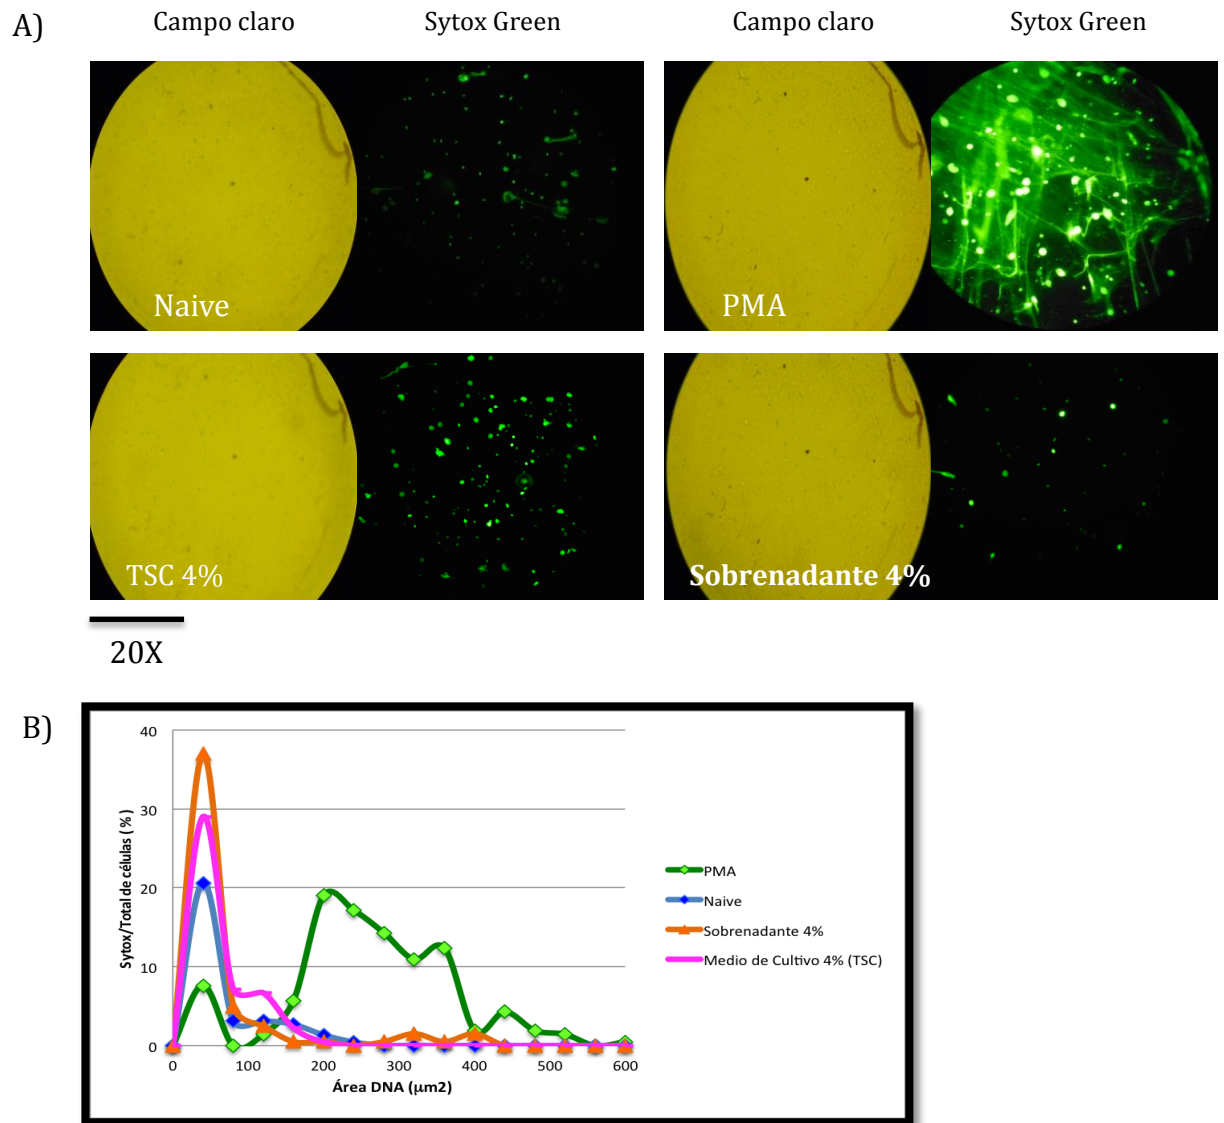 A)
Campo claro
Sytox Green
Campo claro
Sytox Green
Naive
PMA
TSC 4%
Sobrenadante 4%
20X
B)
40
30
20
10
0
Sytox/Total de células ( % )
0
100
200
300
400
500
600
Área DNA (μm2)
PMA
Naive
Sobrenadante 4%
Medio de Cultivo 4% (TSC)